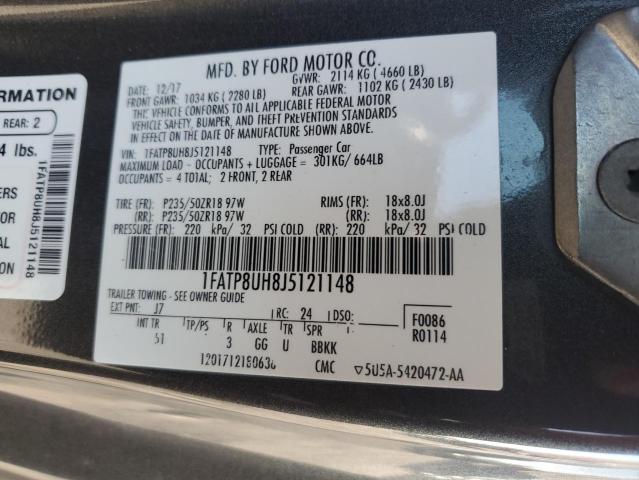 MFD. BY FORD MOTOR CO.
DATE: 12/17 GVWR: 2114 KG ( 4660 LB)
FRONT GAWR: 1034 KG ( 2280 LB) REAR GAWR: 1102 KG ( 2430 LB)
THE VEHICLE CONFORMS TO ALL APPLICABLE FEDERAL MOTOR
VEHICLE SAFETY, BUMPER, AND THEFT PREVENTION STANDARDS
IN EFFECT ON THE DATE OF MANUFACTURE SHOWN ABOVE.
VIN: 1FATP8UH8J5121148 TYPE: Passenger Car
MAXIMUM LOAD - OCCUPANTS + LUGGAGE = 301KG/ 664LB
OCCUPANTS = 4 TOTAL; 2 FRONT, 2 REAR
TIRE (FR): P235/50ZR18 97W RIMS (FR): 18x8.0J
(RR): P235/50ZR18 97W (RR): 18x8.0J
PRESSURE (FR): 220 kPa/ 32 PSI COLD (RR): 220 kPa/ 32 PSI COLD
1FATP8UH8J5121148
TRAILER TOWING - SEE OWNER GUIDE
EXT PNT: J7 RC: 24 DSO: F0086
INT TR TP/PS R AXLE TR SPR R0114
51 3 GG U BBKK
CMC 5U5A-5420472-AA
ORMATION
REAR: 2
4 lbs.
1FATP8UH8J5121148